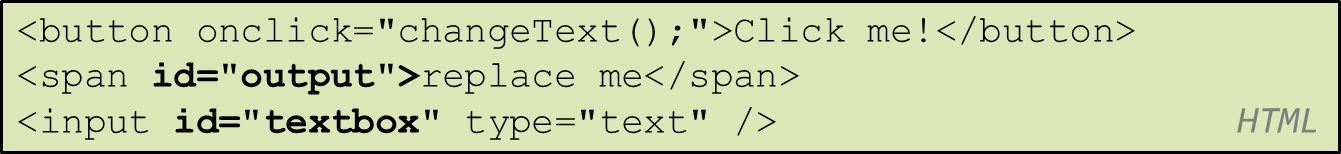 <button onclick="changeText();">Click me!</button>
<span id="output">replace me</span>
<input id="textbox" type="text" />
HTML